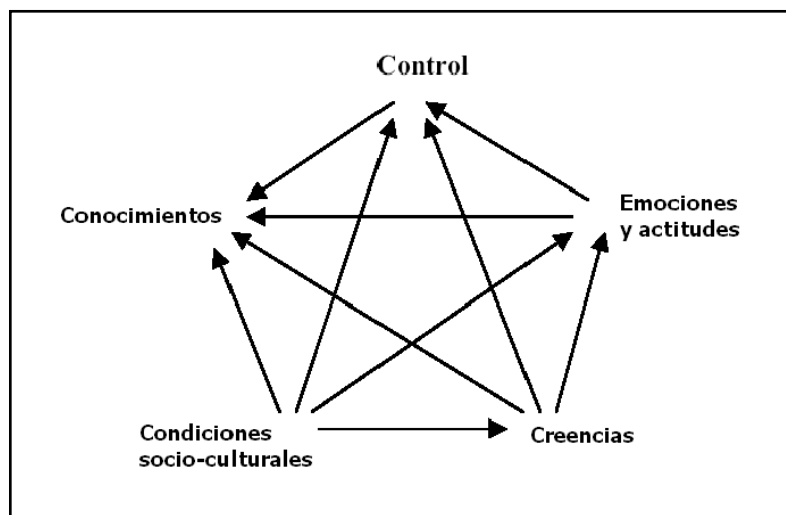 Control
Conocimientos
Emociones
y actitudes
Condiciones
socio-culturales
Creencias